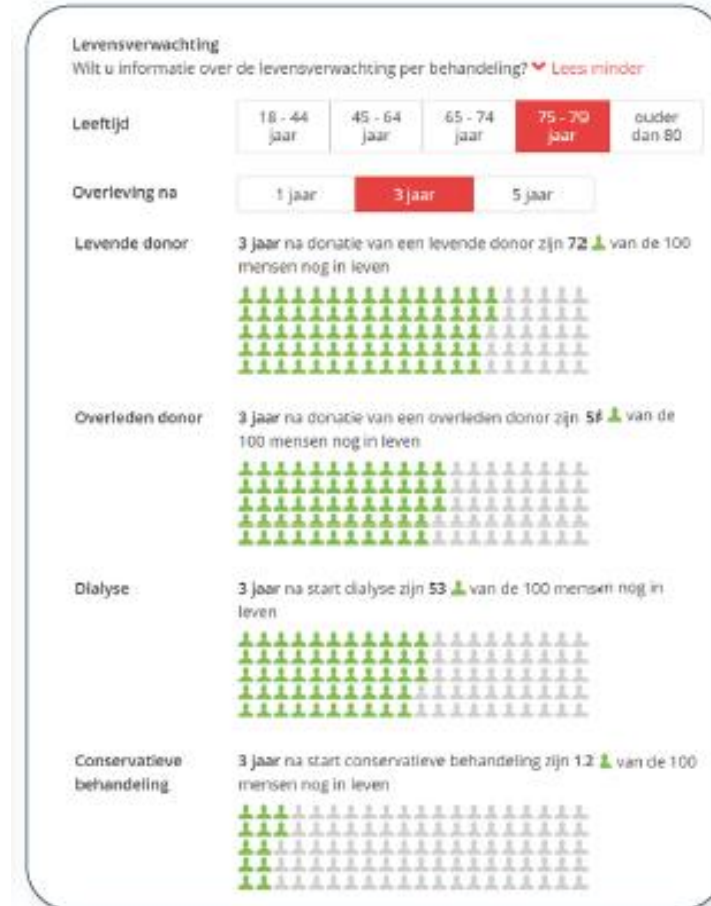 Levensverwachting
Wilt u informatie over de levensverwachting per behandeling? Lees minder
Leeftijd
18 - 44 jaar
45 - 64 jaar
65 - 74 jaar
75 - 79 jaar
ouder dan 80
Overleving na
1 jaar
3 jaar
5 jaar
Levende donor
3 jaar na donatie van een levende donor zijn 72 van de 100
mensen nog in leven
Overleden donor
3 jaar na donatie van een overleden donor zijn van de
100 mensen nog in leven
Dialyse
3 jaar na start dialyse zijn 53 van de 100 mensen nog in
leven
Conservatieve
behandeling
3 jaar na start conservatieve behandeling zijn 12 van de 100
mensen nog in leven